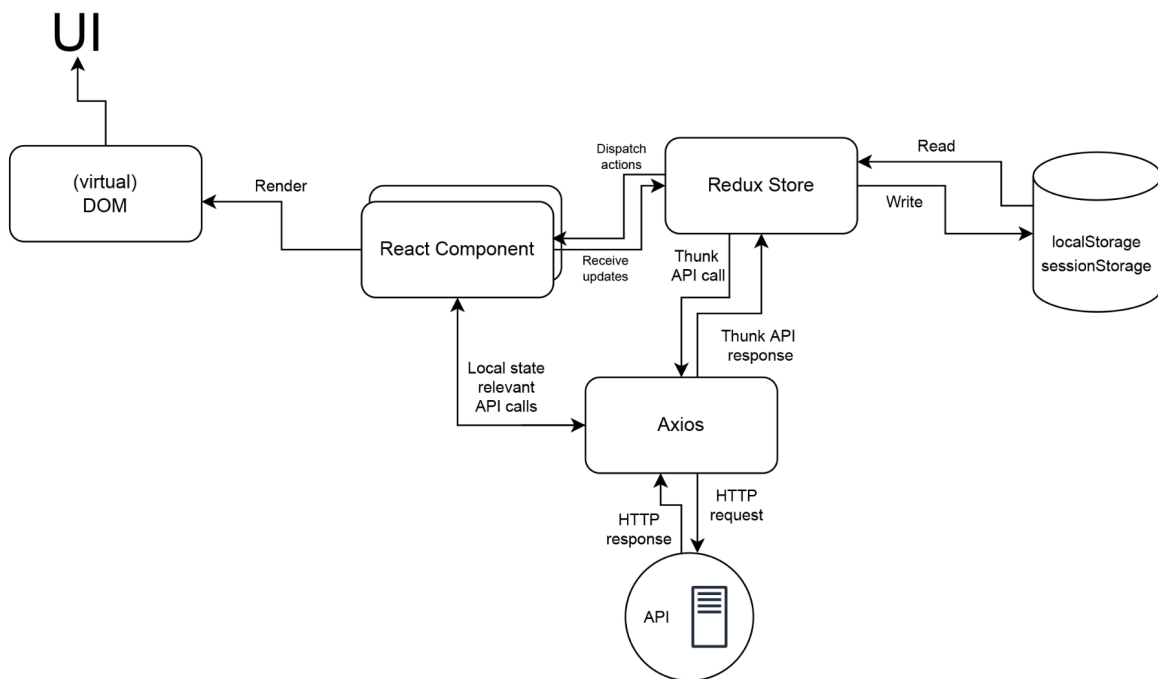 UI
(virtual)
DOM
Render
React Component
Dispatch
actions
Receive
updates
Redux Store
Read
Write
localStorage
sessionStorage
Thunk
API call
Thunk API
response
Local state
relevant
API calls
Axios
HTTP
response
HTTP
request
API